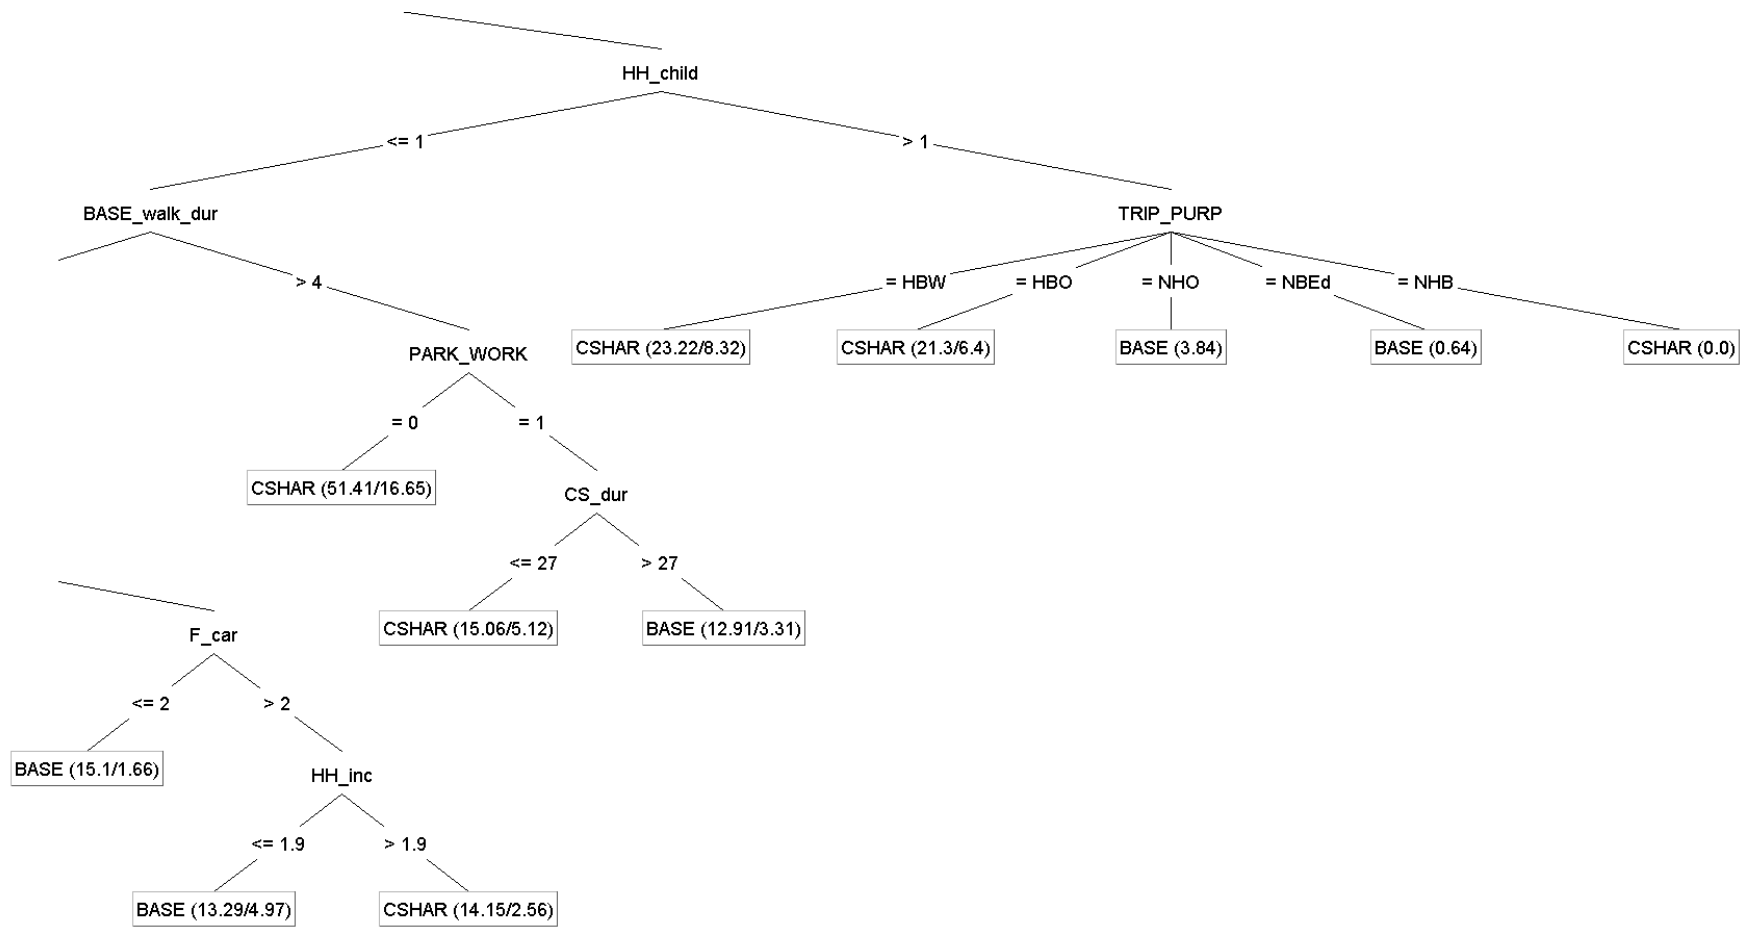 HH_child
<= 1
> 1
BASE_walk_dur
TRIP_PURP
> 4
= HBW
= HBO
= NHO
= NBEd
= NHB
PARK_WORK
CSHAR (23.22/8.32)
CSHAR (21.3/6.4)
BASE (3.84)
BASE (0.64)
CSHAR (0.0)
= 0
= 1
CSHAR (51.41/16.65)
CS_dur
<= 27
> 27
CSHAR (15.06/5.12)
BASE (12.91/3.31)
F_car
<= 2
> 2
BASE (15.1/1.66)
HH_inc
<= 1.9
> 1.9
BASE (13.29/4.97)
CSHAR (14.15/2.56)